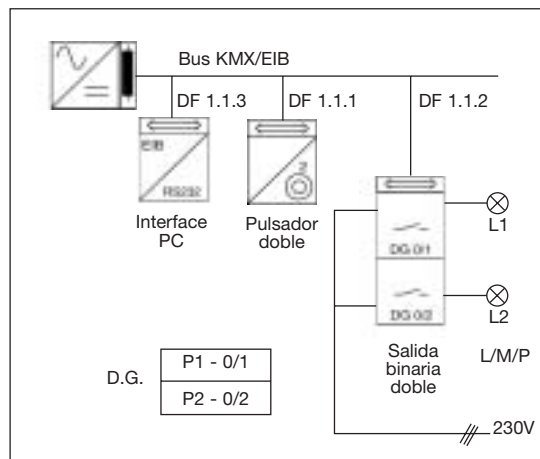 Bus KMX/EIB
DF 1.1.3
DF 1.1.1
DF 1.1.2
EIB
RS232
2
Interface
PC
Pulsador
doble
L1
DG 0/1
L2
DG 0/2
Salida
binaria
doble
L/M/P
D.G.
P1 - 0/1
P2 - 0/2
230V